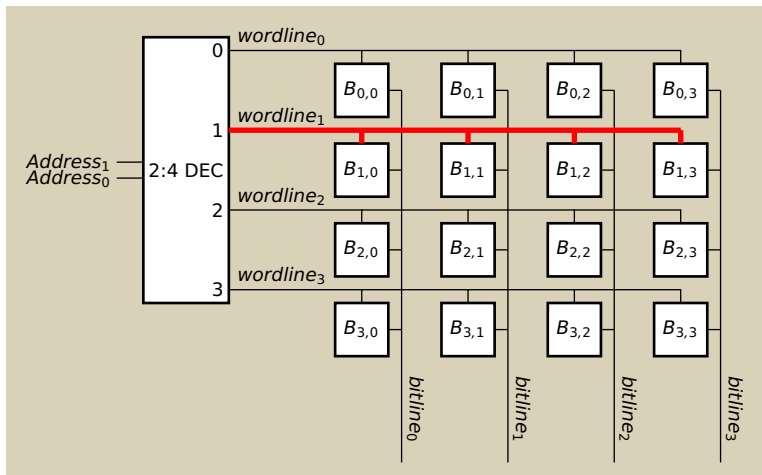 wordline₀
0
B₀,₀ B₀,₁ B₀,₂ B₀,₃
wordline₁
1
Address₁
Address₀
2:4 DEC
B₁,₀ B₁,₁ B₁,₂ B₁,₃
wordline₂
2
B₂,₀ B₂,₁ B₂,₂ B₂,₃
wordline₃
3
B₃,₀ B₃,₁ B₃,₂ B₃,₃
bitline₀
bitline₁
bitline₂
bitline₃